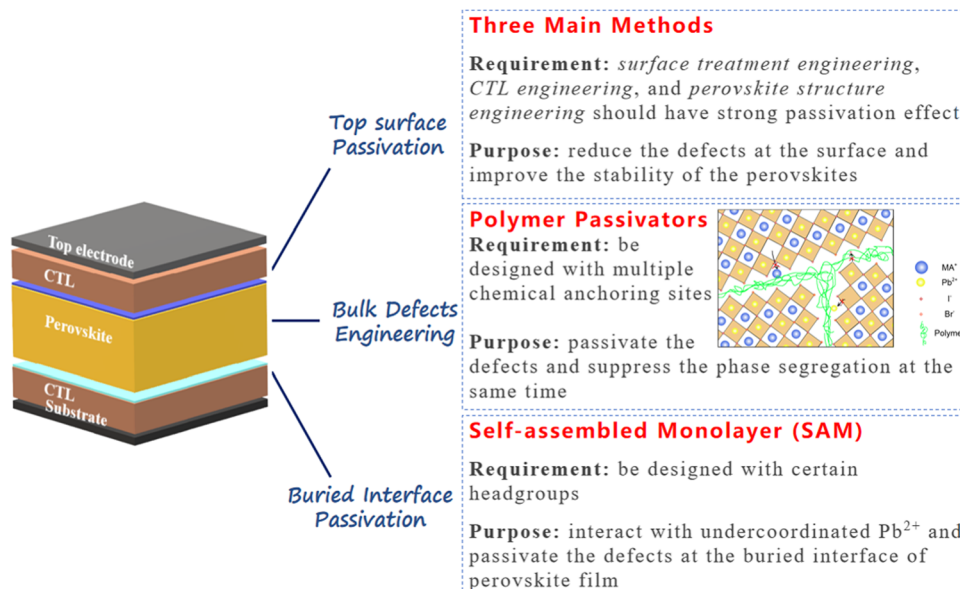 Top electrode
CTL
Perovskite
CTL
Substrate
Top surface
Passivation
Bulk Defects
Engineering
Buried Interface
Passivation
Three Main Methods
Requirement: surface treatment engineering,
CTL engineering, and perovskite structure
engineering should have strong passivation effect
Purpose: reduce the defects at the surface and
improve the stability of the perovskites
Polymer Passivators
Requirement: be
designed with multiple
chemical anchoring sites
Purpose: passivate the
defects and suppress the phase segregation at the
same time
MA⁺
Pb²⁺
I⁻
Br⁻
Polyme
Self-assembled Monolayer (SAM)
Requirement: be designed with certain
headgroups
Purpose: interact with undercoordinated Pb²⁺ and
passivate the defects at the buried interface of
perovskite film